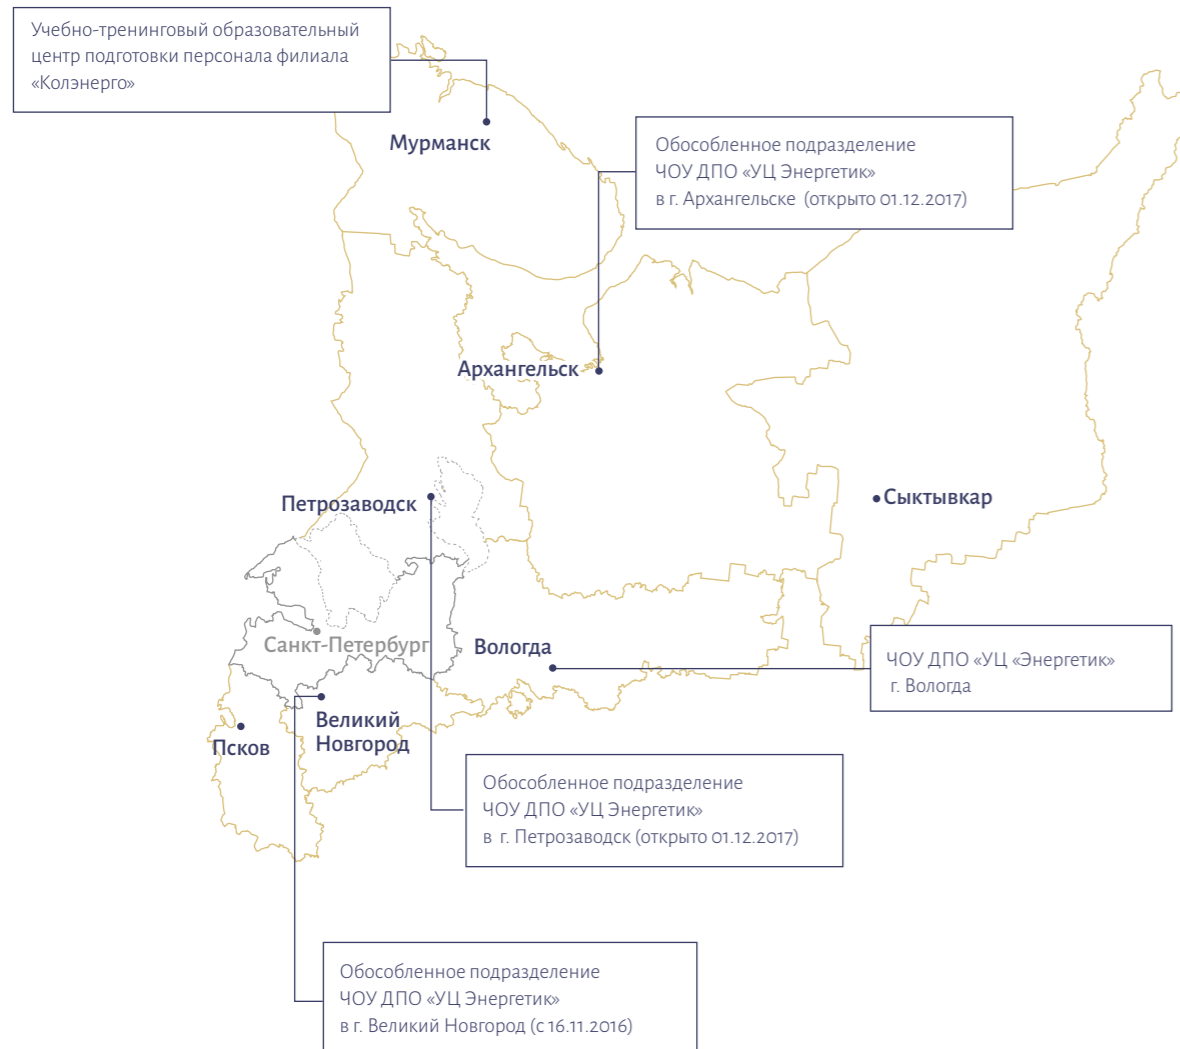 Учебно-тренинговый образовательный
центр подготовки персонала филиала
«Колэнерго»
Мурманск
Обособленное подразделение
ЧОУ ДПО «УЦ Энергетик»
в г. Архангельске (открыто 01.12.2017)
Архангельск
Петрозаводск
Сыктывкар
Санкт-Петербург
Вологда
ЧОУ ДПО «УЦ «Энергетик»
г. Вологда
Великий
Новгород
Псков
Обособленное подразделение
ЧОУ ДПО «УЦ Энергетик»
в г. Петрозаводск (открыто 01.12.2017)
Обособленное подразделение
ЧОУ ДПО «УЦ Энергетик»
в г. Великий Новгород (с 16.11.2016)